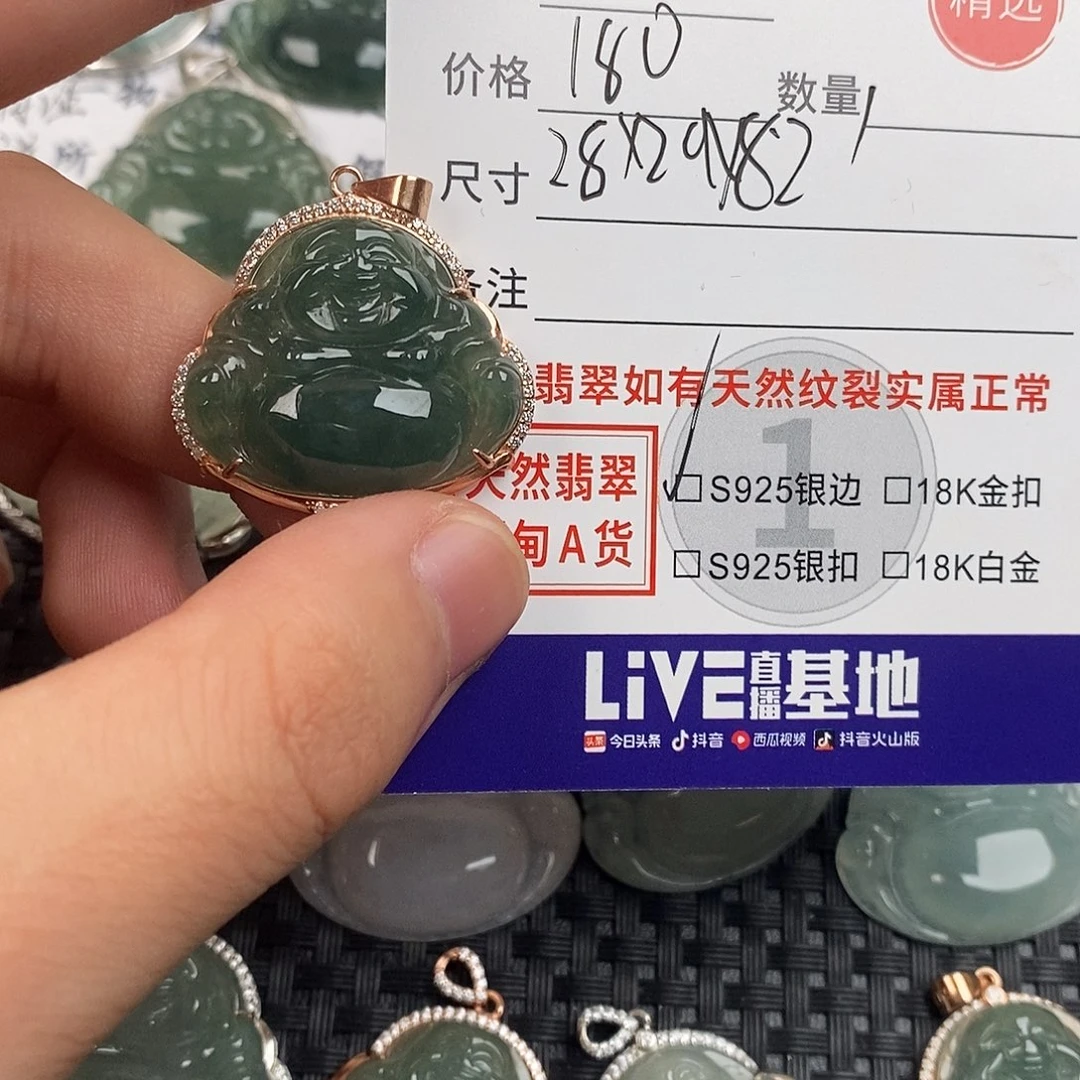 精选
价格 180 数量 1
尺寸 28X29X82
备注
翡翠如有天然纹裂实属正常
天然翡翠
甸A货
1
✓□S925银边 □18K金扣
□S925银扣 □18K白金
LiVE直播基地
头条 今日头条 抖音 西瓜视频 抖音火山版